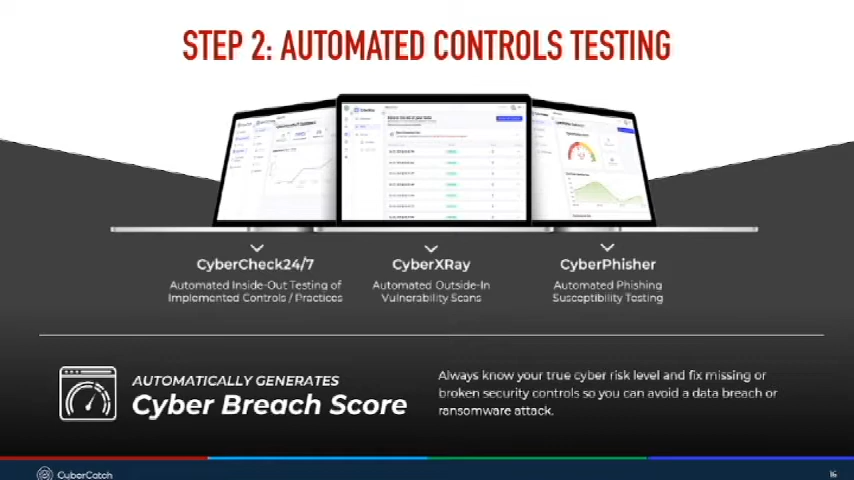 STEP 2: AUTOMATED CONTROLS TESTING
CyberCheck24/7
Automated Inside-Out Testing of
Implemented Controls / Practices
CyberXRay
Automated Outside-In
Vulnerability Scans
CyberPhisher
Automated Phishing
Susceptibility Testing
AUTOMATICALLY GENERATES
Cyber Breach Score
Always know your true cyber risk level and fix missing or
broken security controls so you can avoid a data breach or
ransomware attack.
CyberCatch
16